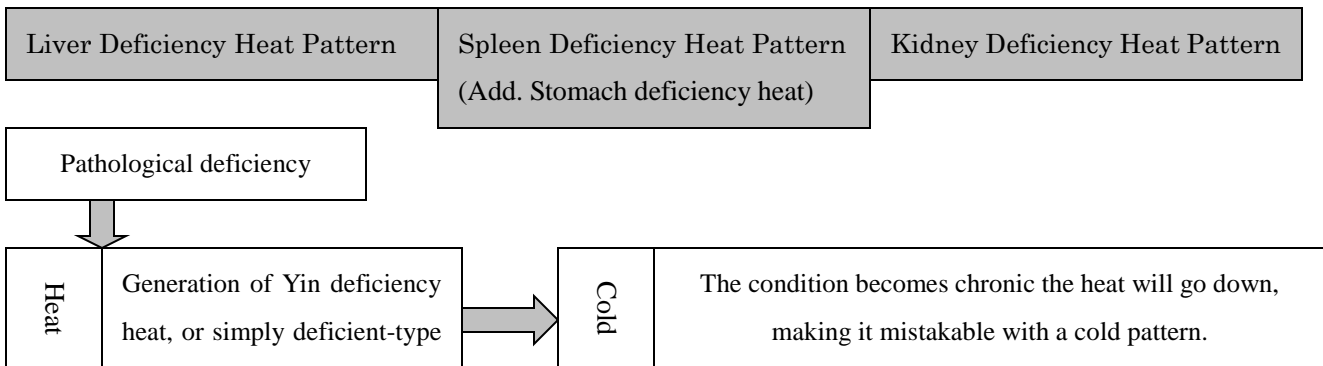 Liver Deficiency Heat Pattern
Spleen Deficiency Heat Pattern
(Add. Stomach deficiency heat)
Kidney Deficiency Heat Pattern
Pathological deficiency
Heat
Generation of Yin deficiency
heat, or simply deficient-type
Cold
The condition becomes chronic the heat will go down,
making it mistakable with a cold pattern.